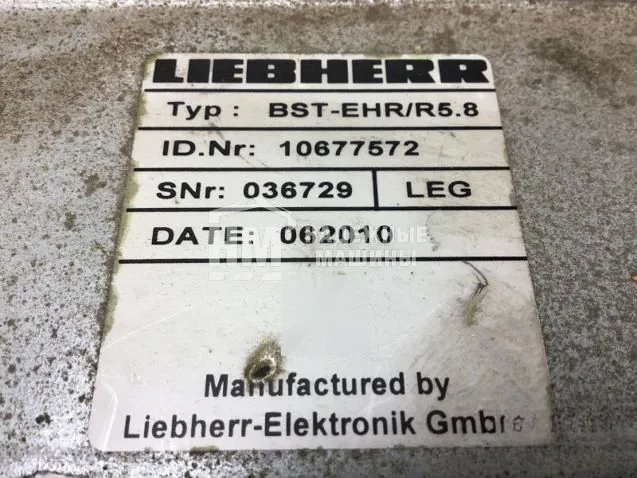 LIEBHERR
Typ : BST-EHR/R5.8
ID.Nr: 10677572
SNr: 036729 LEG
DATE: 062010
МАШИНЫ
Manufactured by
Liebherr-Elektronik GmbH